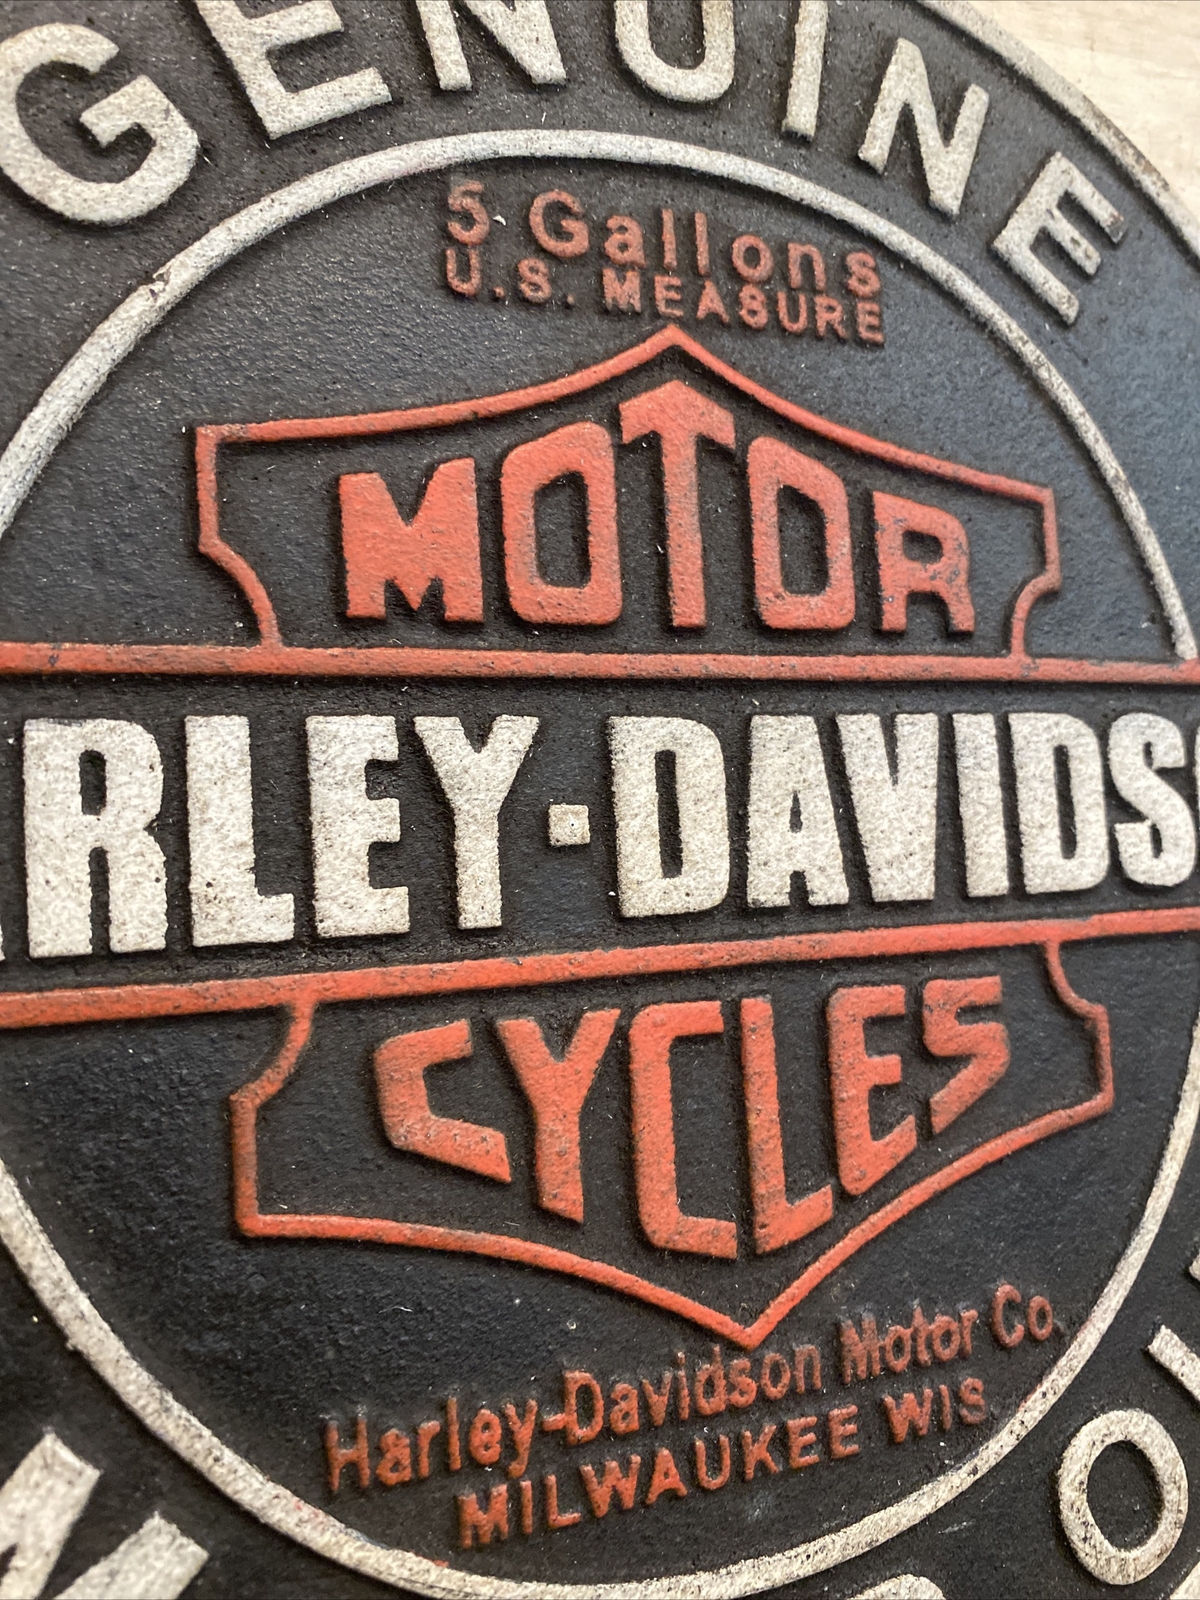 GENUINE
5 Gallons
U.S. MEASURE
MOTOR
RLEY-DAVIDS
CYCLES
Harley-Davidson Motor Co.
MILWAUKEE WIS